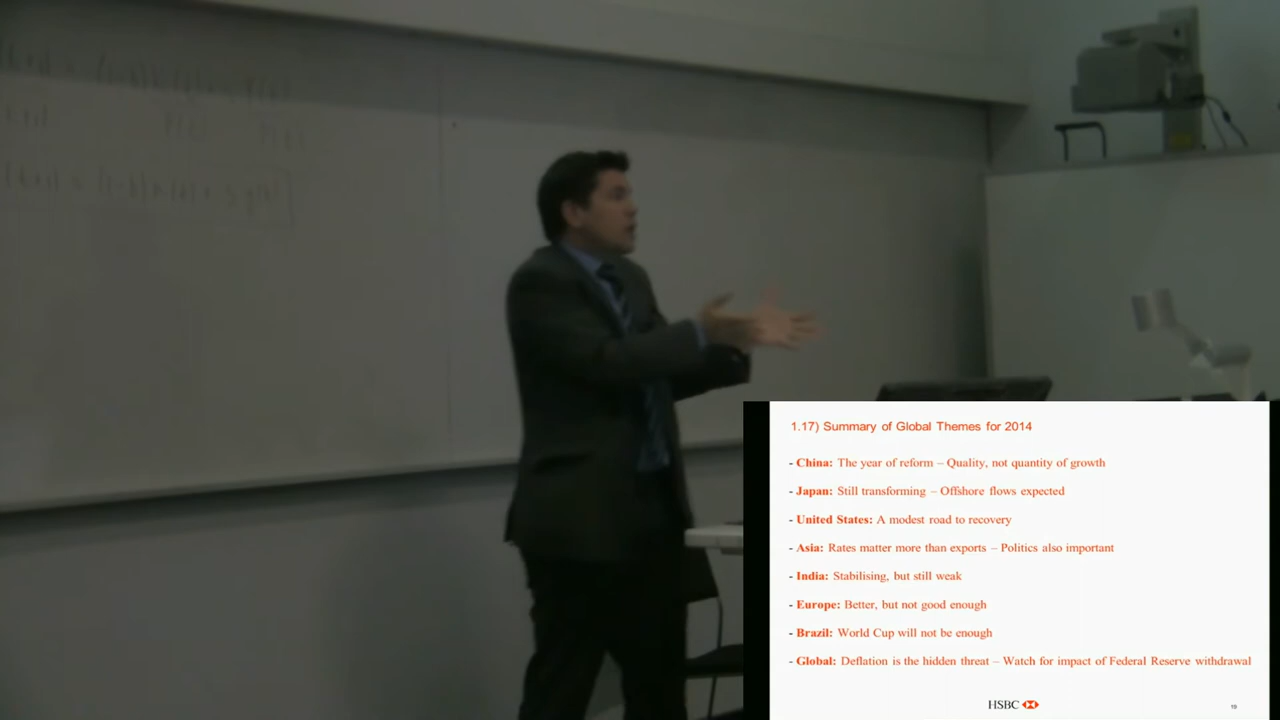 1.17) Summary of Global Themes for 2014
- China: The year of reform – Quality, not quantity of growth
- Japan: Still transforming – Offshore flows expected
- United States: A modest road to recovery
- Asia: Rates matter more than exports – Politics also important
- India: Stabilising, but still weak
- Europe: Better, but not good enough
- Brazil: World Cup will not be enough
- Global: Deflation is the hidden threat – Watch for impact of Federal Reserve withdrawal
HSBC
19